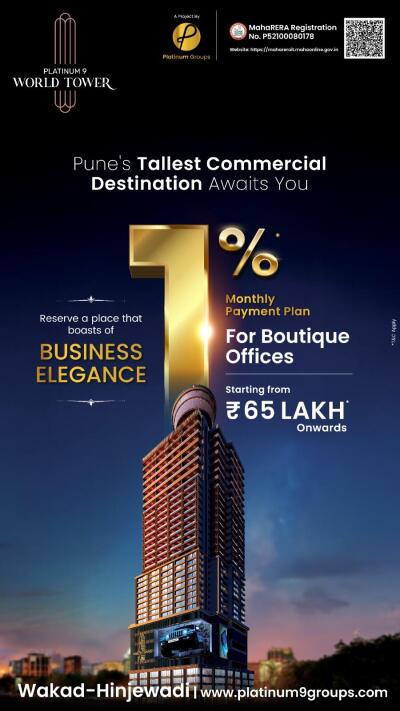 PLATINUM 9
WORLD TOWER
A Project by
P
Platinum Groups
MahaRERA Registration
No. P52100080178
Website: https://maharerait.mahaonline.gov.in
Pune's Tallest Commercial
Destination Awaits You
1%
Monthly
Payment Plan
For Boutique
Offices
Reserve a place that
boasts of
BUSINESS
ELEGANCE
Starting from
₹65 LAKH*
Onwards
*T&C Apply
Wakad-Hinjewadi | www.platinum9groups.com